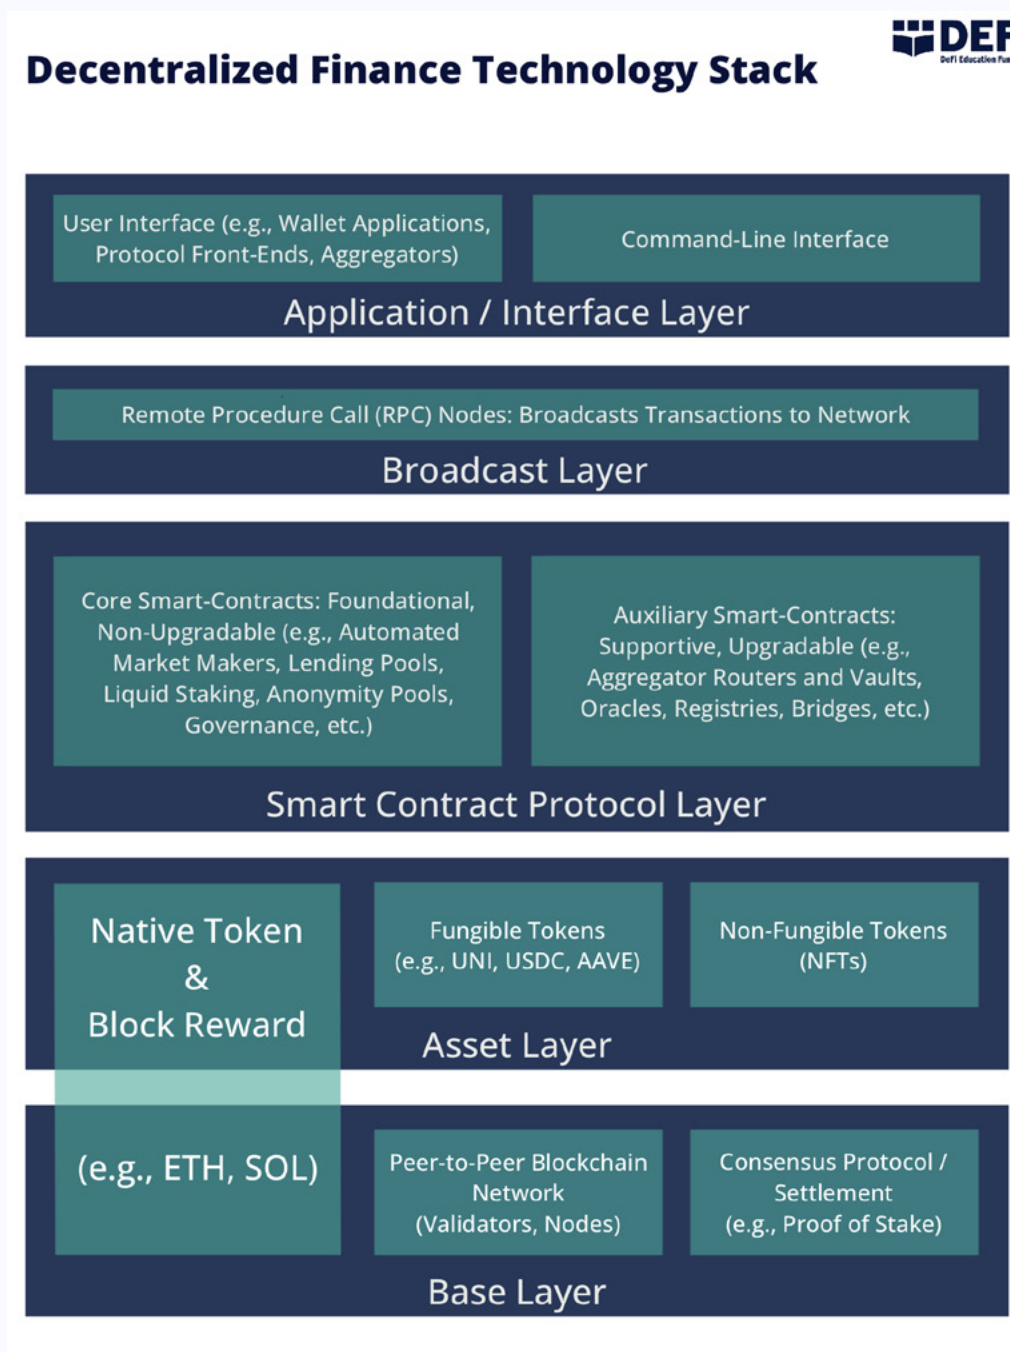 DEF
DeFi Education Fun
Decentralized Finance Technology Stack
User Interface (e.g., Wallet Applications,
Protocol Front-Ends, Aggregators)
Command-Line Interface
Application / Interface Layer
Remote Procedure Call (RPC) Nodes: Broadcasts Transactions to Network
Broadcast Layer
Core Smart-Contracts: Foundational,
Non-Upgradable (e.g., Automated
Market Makers, Lending Pools,
Liquid Staking, Anonymity Pools,
Governance, etc.)
Auxiliary Smart-Contracts:
Supportive, Upgradable (e.g.,
Aggregator Routers and Vaults,
Oracles, Registries, Bridges, etc.)
Smart Contract Protocol Layer
Native Token
&
Block Reward
(e.g., ETH, SOL)
Fungible Tokens
(e.g., UNI, USDC, AAVE)
Non-Fungible Tokens
(NFTs)
Asset Layer
Peer-to-Peer Blockchain
Network
(Validators, Nodes)
Consensus Protocol /
Settlement
(e.g., Proof of Stake)
Base Layer